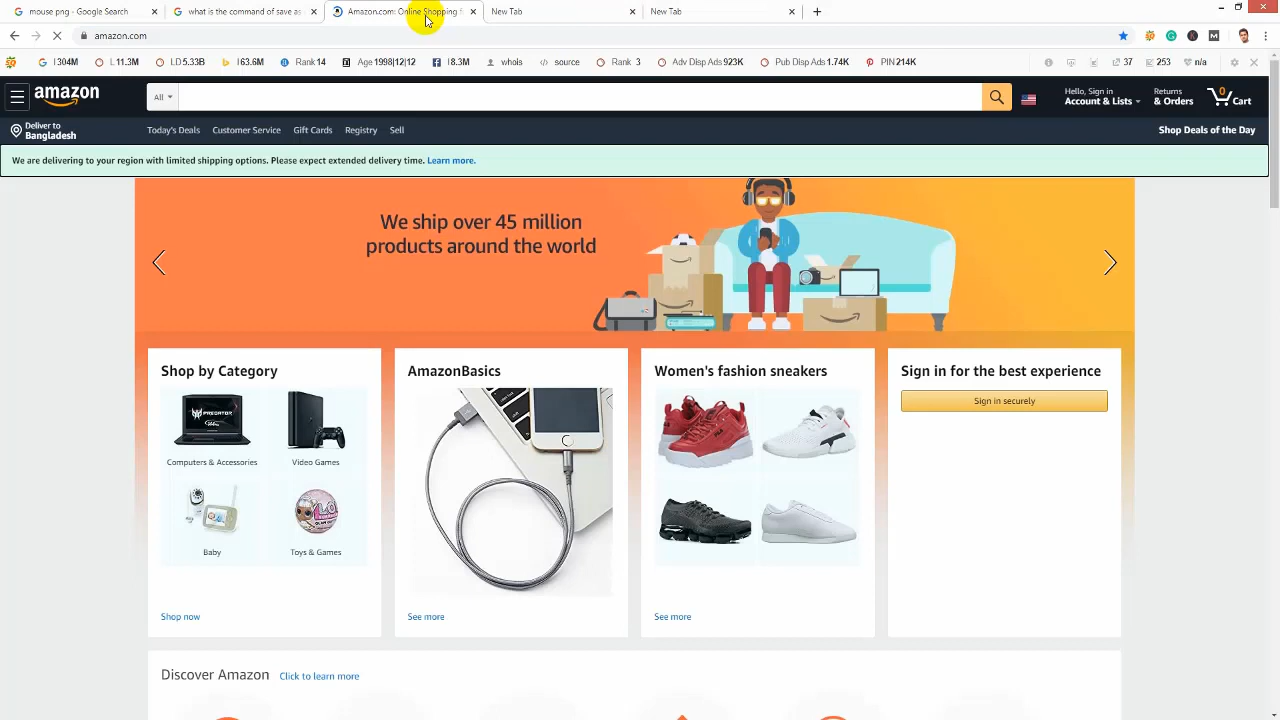 mouse png - Google Search
what is the command of save as
Amazon.com: Online Shopping f
New Tab
New Tab
amazon.com
I 304M
L 11.3M
LD 5.33B
I 63.6M
Rank 14
Age 1998|12|12
I 8.3M
whois
source
Rank 3
Adv Disp Ads 923K
Pub Disp Ads 1.74K
PIN 214K
37
253
n/a
amazon
All
Hello, Sign in
Account & Lists
Returns
& Orders
0
Cart
Deliver to
Bangladesh
Today's Deals
Customer Service
Gift Cards
Registry
Sell
Shop Deals of the Day
We are delivering to your region with limited shipping options. Please expect extended delivery time. Learn more.
We ship over 45 million
products around the world
Shop by Category
PREDATOR
Computers & Accessories
Video Games
Baby
Toys & Games
Shop now
AmazonBasics
See more
Women's fashion sneakers
See more
Sign in for the best experience
Sign in securely
Discover Amazon Click to learn more